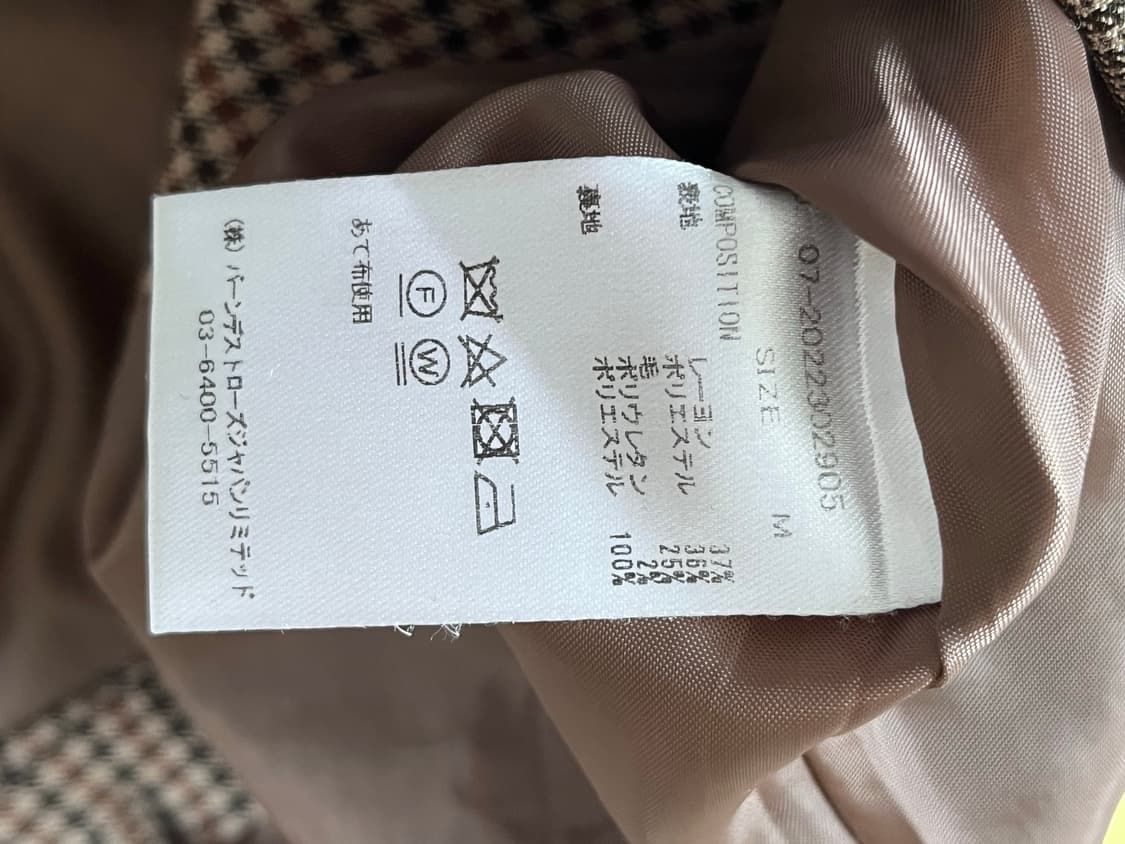 07-20223302905
SIZE M
COMPOSITION
表地 レーヨン 37%
ポリエステル 36%
毛 25%
ポリウレタン 2%
裏地 ポリエステル 100%
F W
あて布使用
(株) バーンデストローズジャパンリミテッド
03-6400-5515